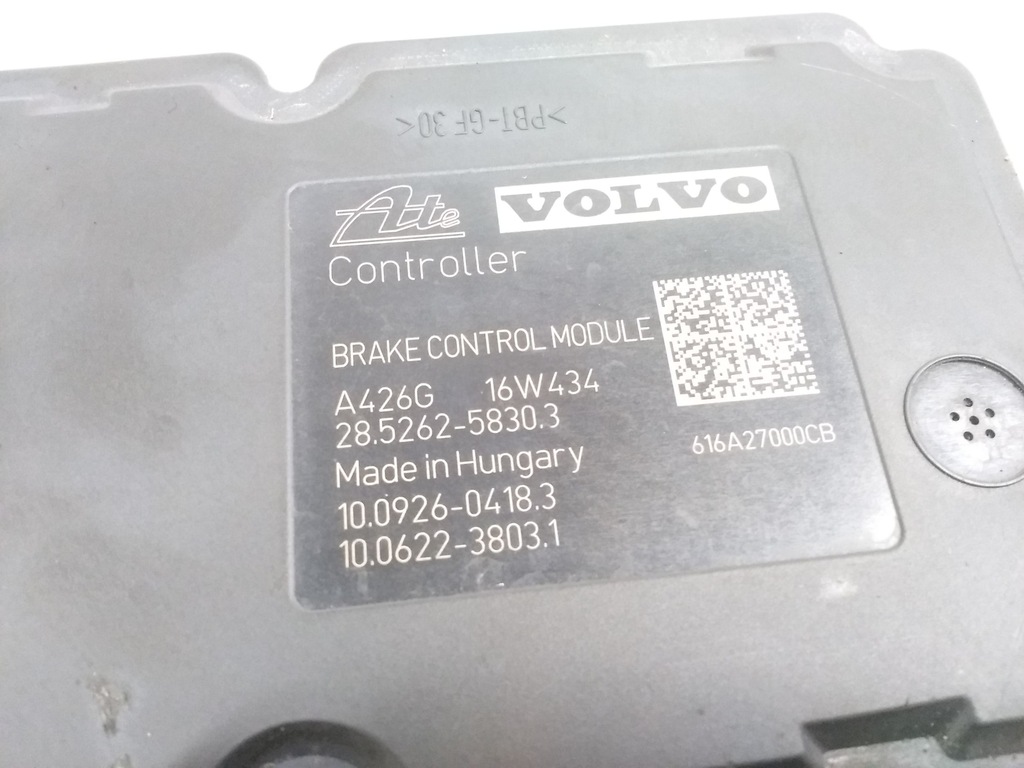 >PBT-GF 30<
Ate VOLVO
Controller
BRAKE CONTROL MODULE
A426G 16W434
28.5262-5830.3
616A27000CB
Made in Hungary
10.0926-0418.3
10.0622-3803.1